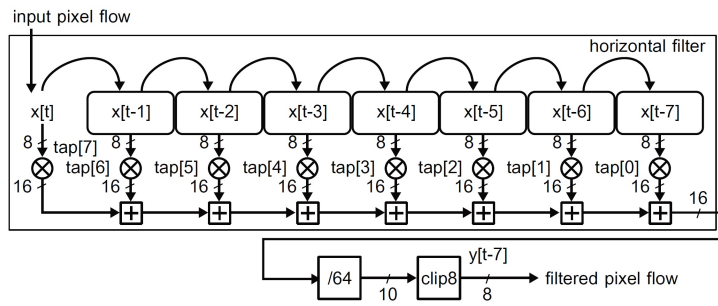 input pixel flow
horizontal filter
x[t] x[t-1] x[t-2] x[t-3] x[t-4] x[t-5] x[t-6] x[t-7]
8 8 8 8 8 8 8 8
tap[7]
tap[6] tap[5] tap[4] tap[3] tap[2] tap[1] tap[0]
16 16 16 16 16 16 16 16
16
+ + + + + + +
y[t-7]
/64 clip8 filtered pixel flow
10 8